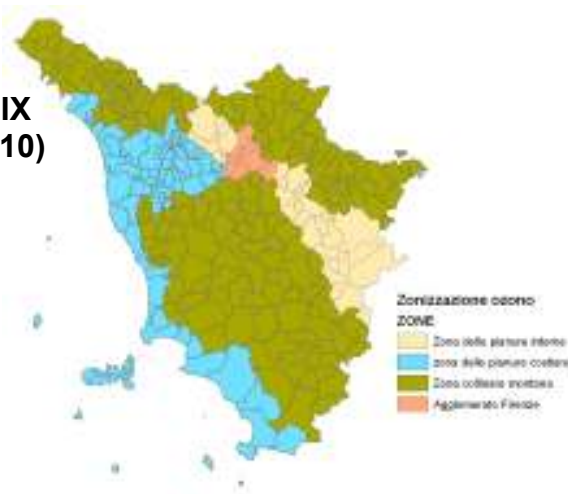 IX
10)
Zonizzazione ozono
ZONE
Zona delle pianure interne
zona delle pianure costiere
Zona collinare montana
Agglomerato Firenze